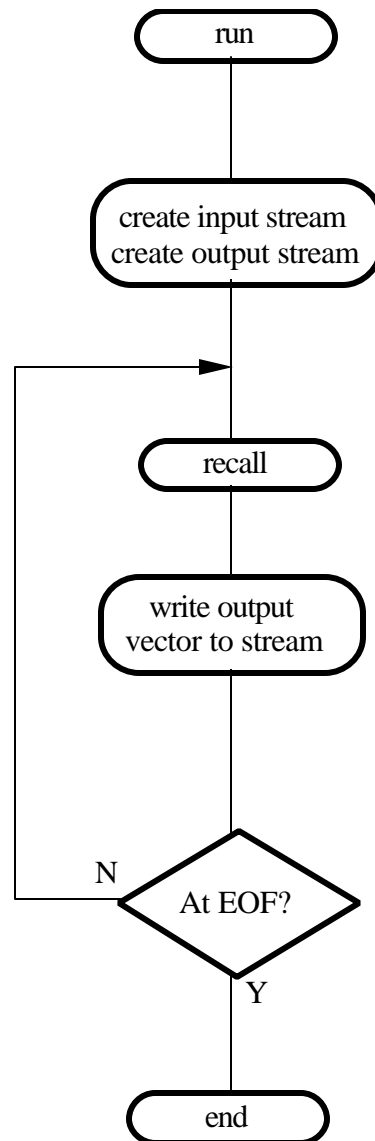 run
create input stream
create output stream
recall
write output
vector to stream
N
At EOF?
Y
end